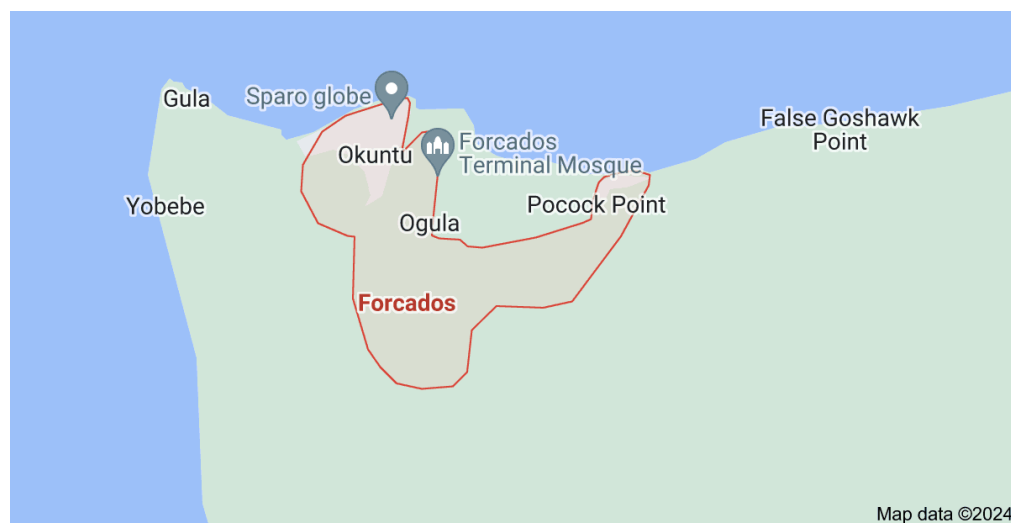 Gula
Sparo globe
False Goshawk
Point
Okuntu
Forcados
Terminal Mosque
Yobebe
Ogula
Pocock Point
Forcados
Map data ©2024